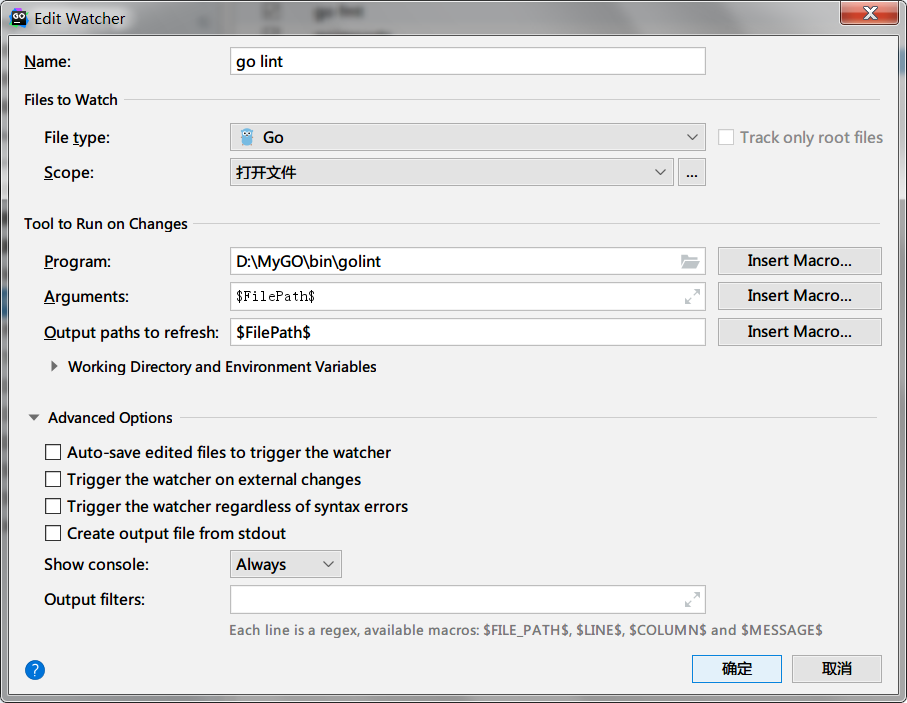 Edit Watcher
Name: go lint
Files to Watch
File type: Go Track only root files
Scope: 打开文件 ...
Tool to Run on Changes
Program: D:\MyGO\bin\golint Insert Macro...
Arguments: $FilePath$ Insert Macro...
Output paths to refresh: $FilePath$ Insert Macro...
Working Directory and Environment Variables
Advanced Options
Auto-save edited files to trigger the watcher
Trigger the watcher on external changes
Trigger the watcher regardless of syntax errors
Create output file from stdout
Show console: Always
Output filters:
Each line is a regex, available macros: $FILE_PATH$, $LINE$, $COLUMN$ and $MESSAGE$
? 确定 取消